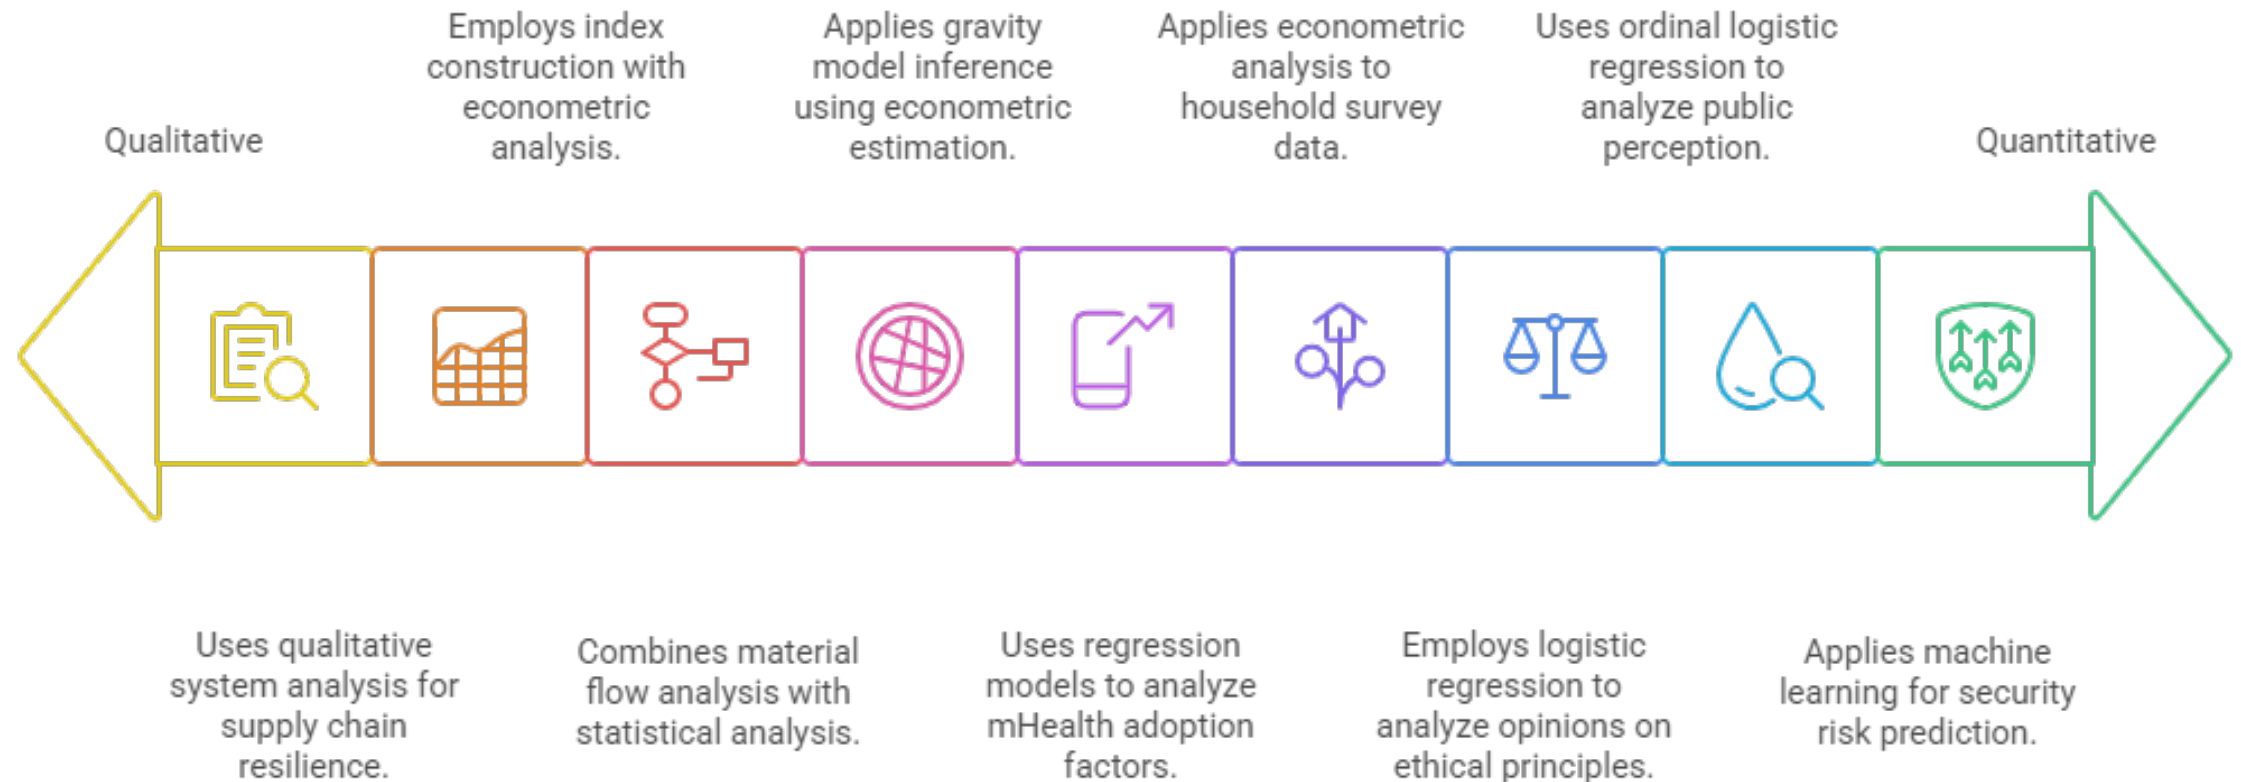 Qualitative
Employs index
construction with
econometric
analysis.
Applies gravity
model inference
using econometric
estimation.
Applies econometric
analysis to
household survey
data.
Uses ordinal logistic
regression to
analyze public
perception.
Quantitative
Uses qualitative
system analysis for
supply chain
resilience.
Combines material
flow analysis with
statistical analysis.
Uses regression
models to analyze
mHealth adoption
factors.
Employs logistic
regression to
analyze opinions on
ethical principles.
Applies machine
learning for security
risk prediction.